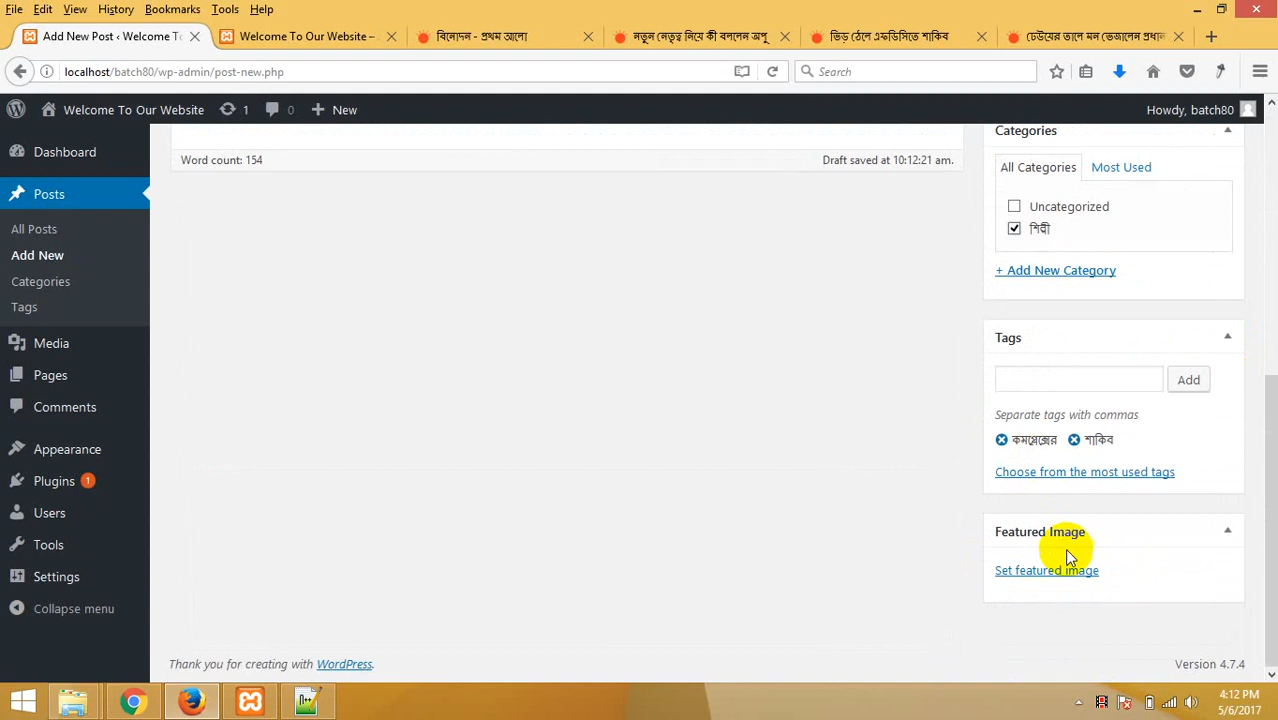 File Edit View History Bookmarks Tools Help
Add New Post ‹ Welcome T
Welcome To Our Website –
বিনোদন - প্রথম আলো
নতুন নেতৃত্ব নিয়ে কী বললেন অপূ
ভিড় ঠেলে এফডিসিতে শাকিব
ঢেউয়ের তালে মন ভেজালেন প্রধান
localhost/batch80/wp-admin/post-new.php
Search
Welcome To Our Website 1 0 New
Howdy, batch80
Dashboard
Posts
All Posts
Add New
Categories
Tags
Media
Pages
Comments
Appearance
Plugins 1
Users
Tools
Settings
Collapse menu
Word count: 154
Draft saved at 10:12:21 am.
Categories
All Categories Most Used
Uncategorized
শিল্পী
+ Add New Category
Tags
Add
Separate tags with commas
কমপ্লেক্সের শাকিব
Choose from the most used tags
Featured Image
Set featured image
Thank you for creating with WordPress.
Version 4.7.4
4:12 PM
5/6/2017